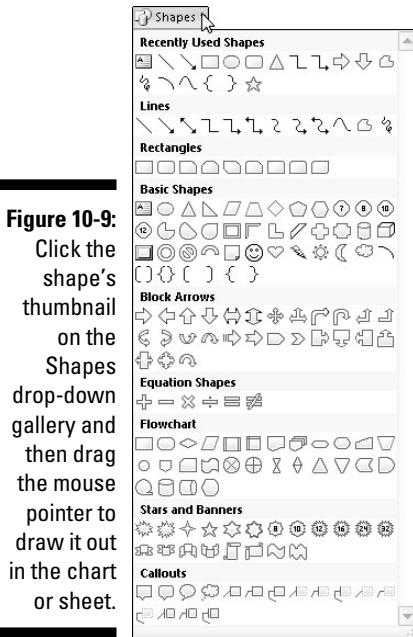 Shapes
Recently Used Shapes
Lines
Rectangles
Basic Shapes
Block Arrows
Equation Shapes
Flowchart
Stars and Banners
Callouts
Figure 10-9:
Click the
shape's
thumbnail
on the
Shapes
drop-down
gallery and
then drag
the mouse
pointer to
draw it out
in the chart
or sheet.